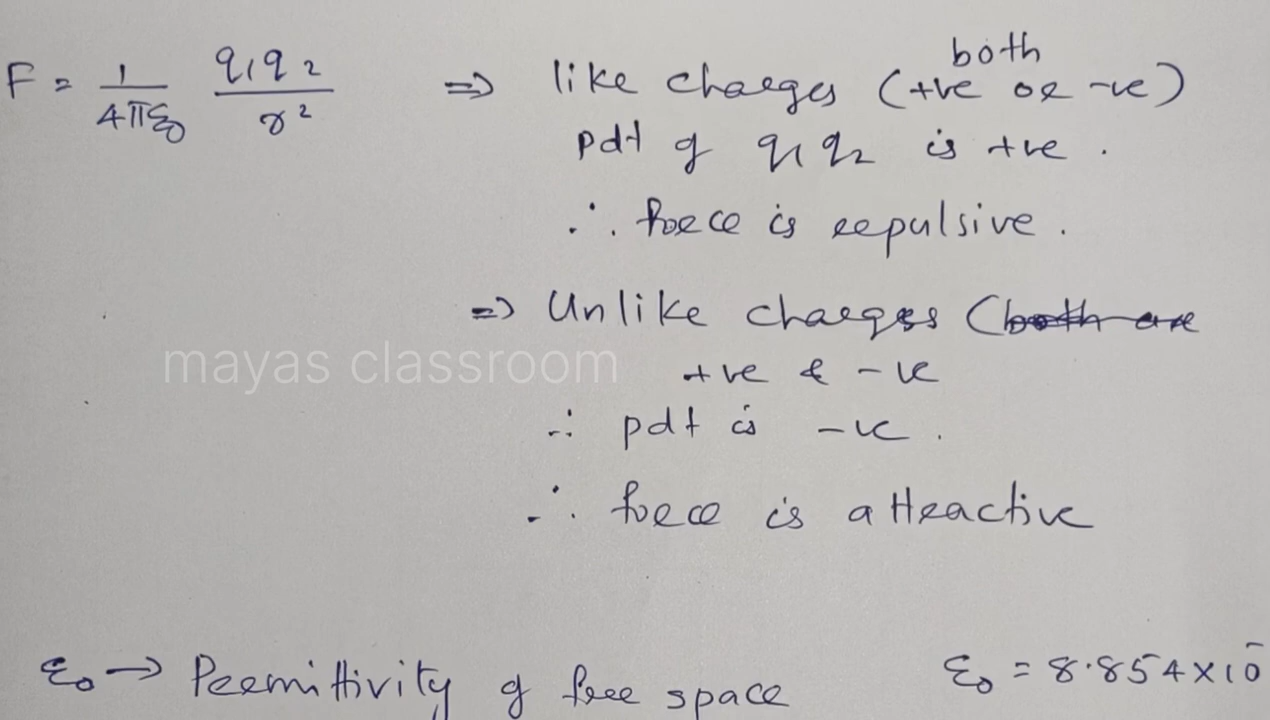 F = 1/4πε₀ q₁q₂/r² ⇒ like charges (+ve or -ve) both
pdt of q₁q₂ is +ve .
∴ force is repulsive .
⇒ Unlike charges (both are
+ve & -ve
∴ pdt is -ve .
∴ force is attractive
mayas classroom
ε₀ → Permittivity of free space ε₀ = 8.854×10⁻